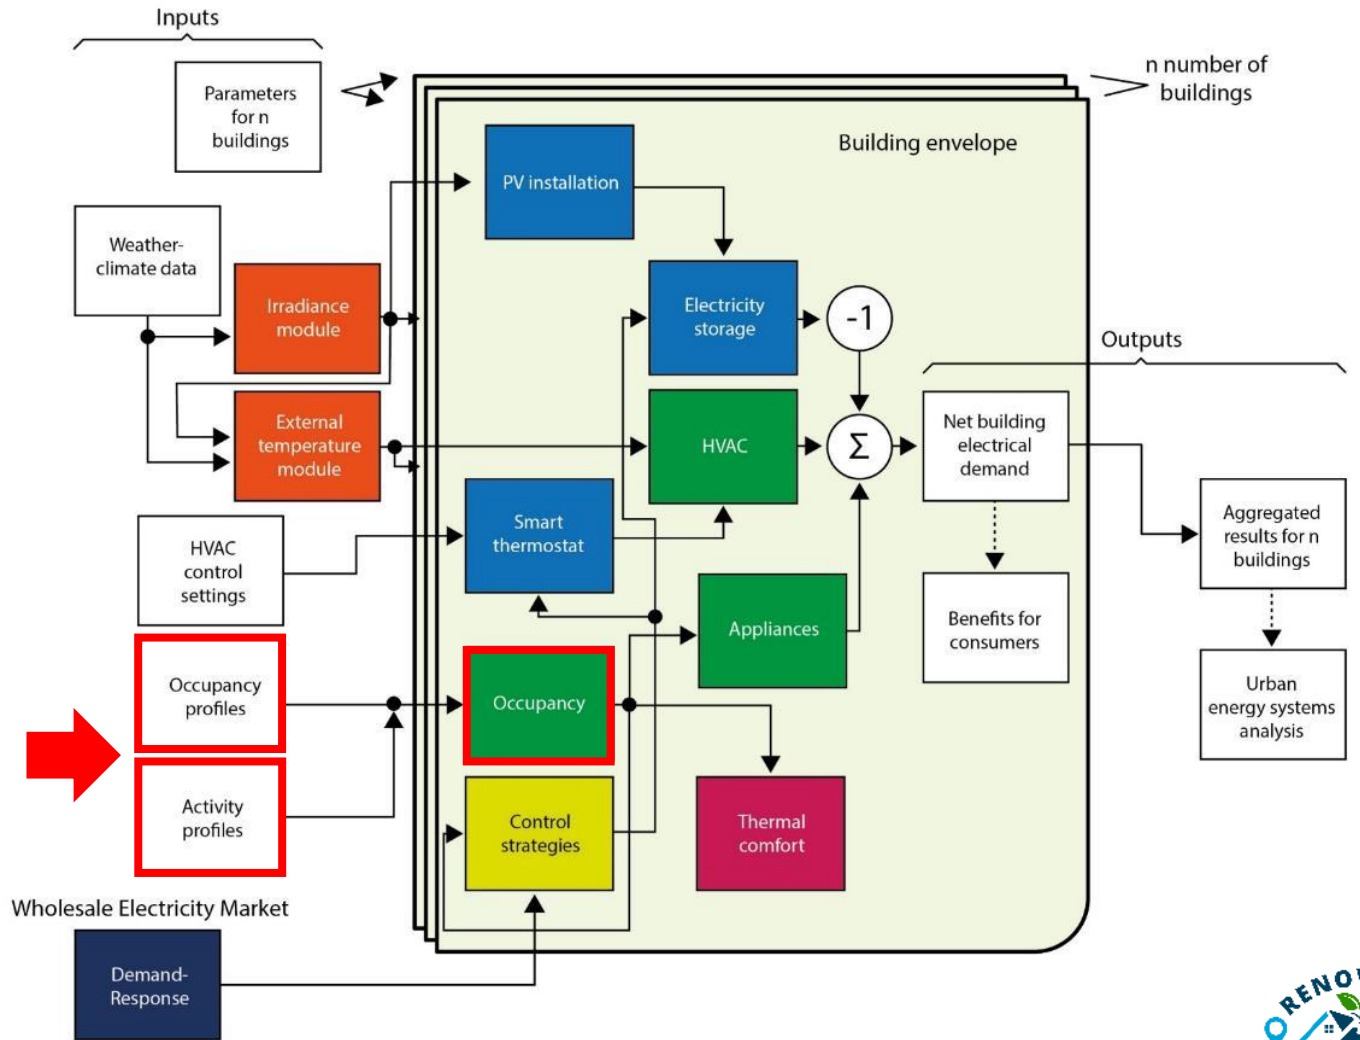 Inputs
Parameters
for n
buildings
n number of
buildings
Building envelope
PV installation
Weather-
climate data
Irradiance
module
Electricity
storage
-1
Outputs
External
temperature
module
HVAC
Σ
Net building
electrical
demand
Smart
thermostat
HVAC
control
settings
Aggregated
results for n
buildings
Appliances
Benefits for
consumers
Occupancy
profiles
Occupancy
Urban
energy systems
analysis
Activity
profiles
Control
strategies
Thermal
comfort
Wholesale Electricity Market
Demand-
Response